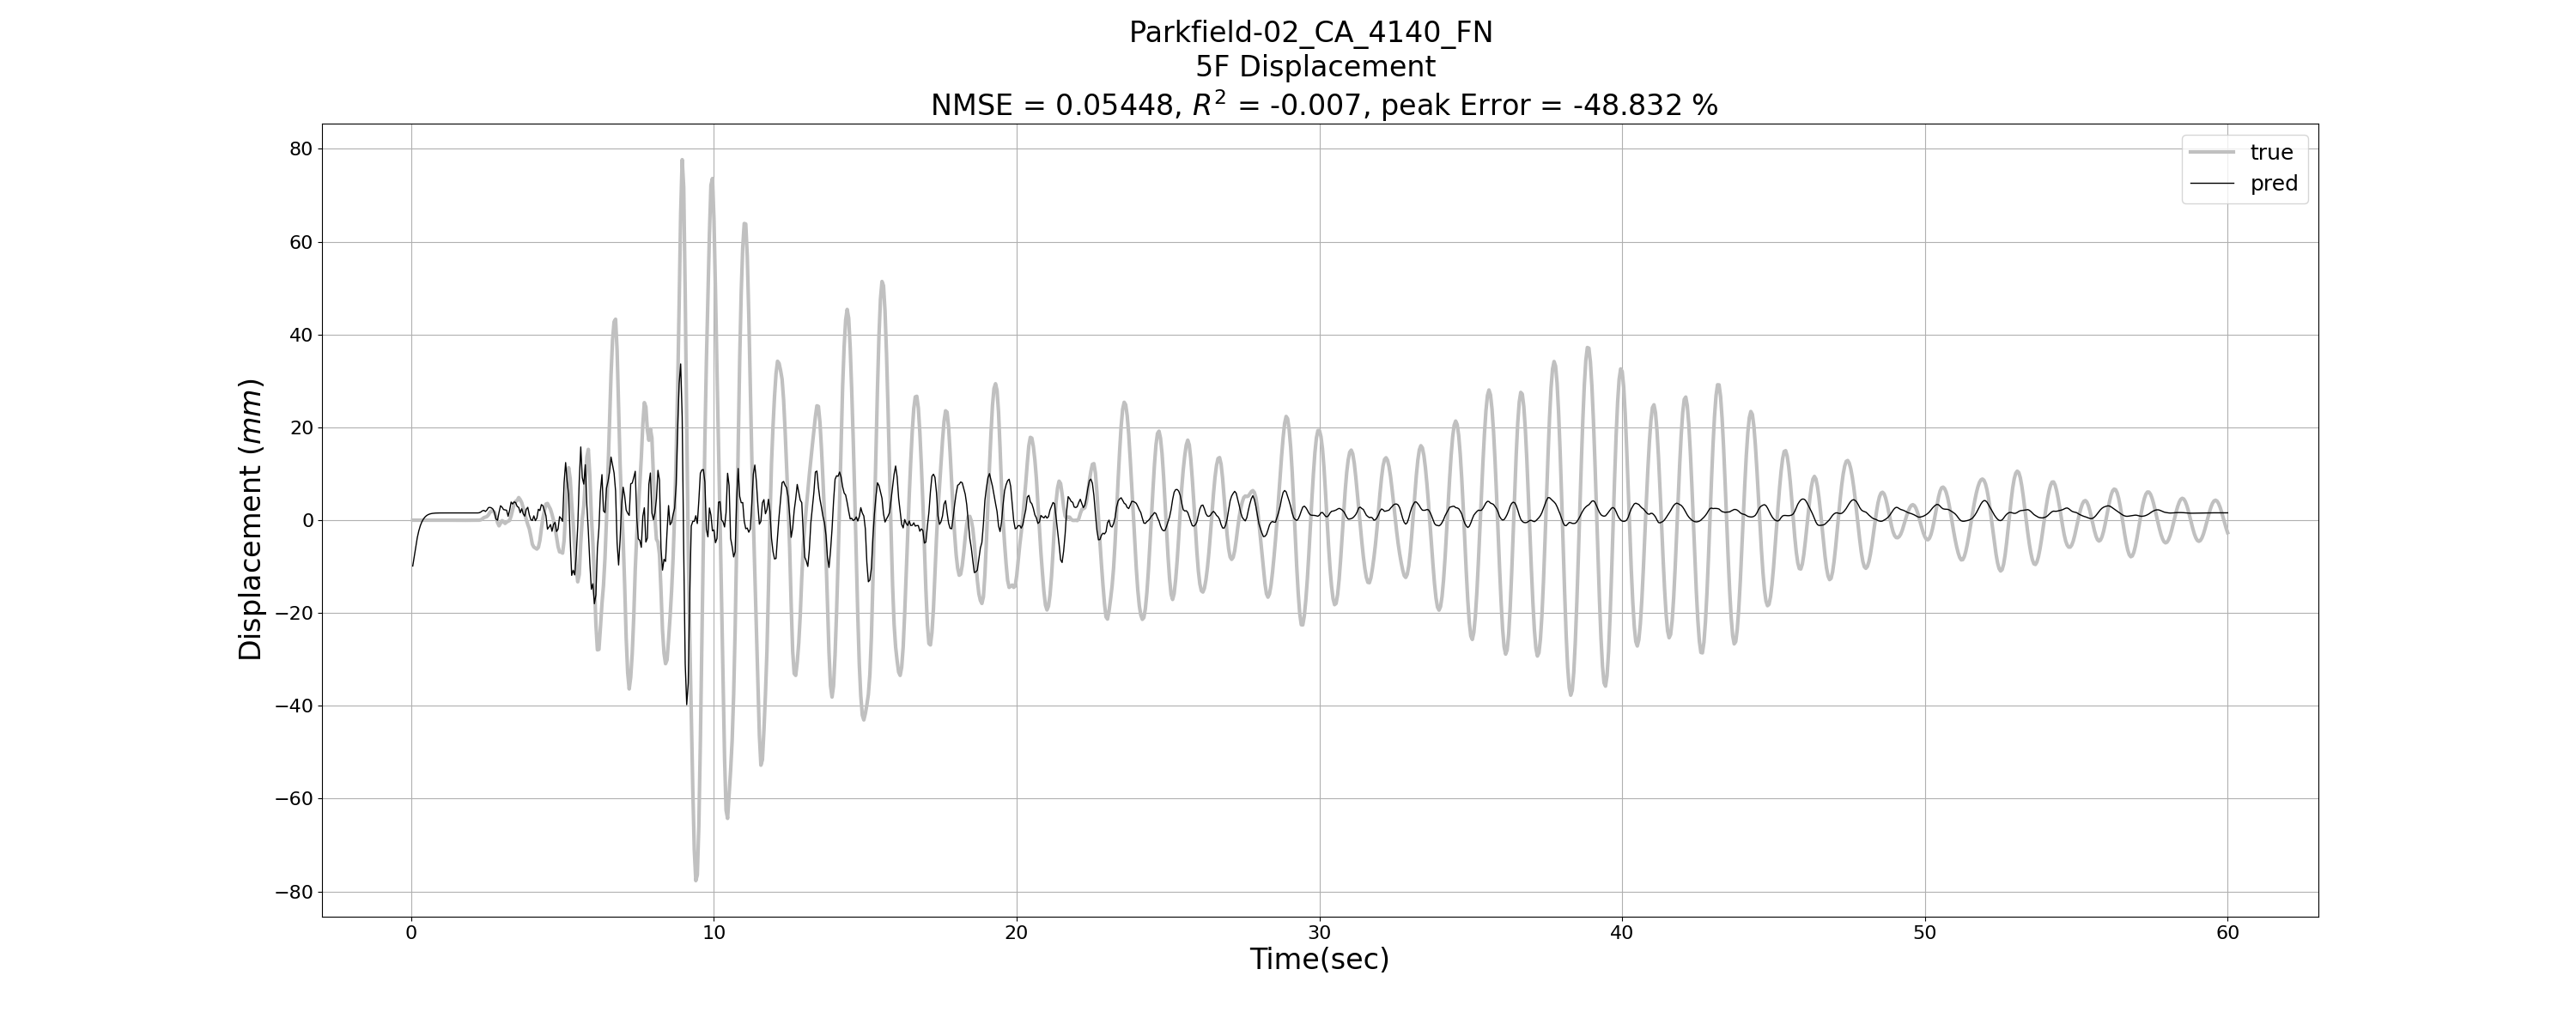 Parkfield-02_CA_4140_FN
5F Displacement
NMSE = 0.05448, R² = -0.007, peak Error = -48.832 %
true
pred
80
60
40
20
0
−20
−40
−60
−80
Displacement (mm)
0 10 20 30 40 50 60
Time(sec)